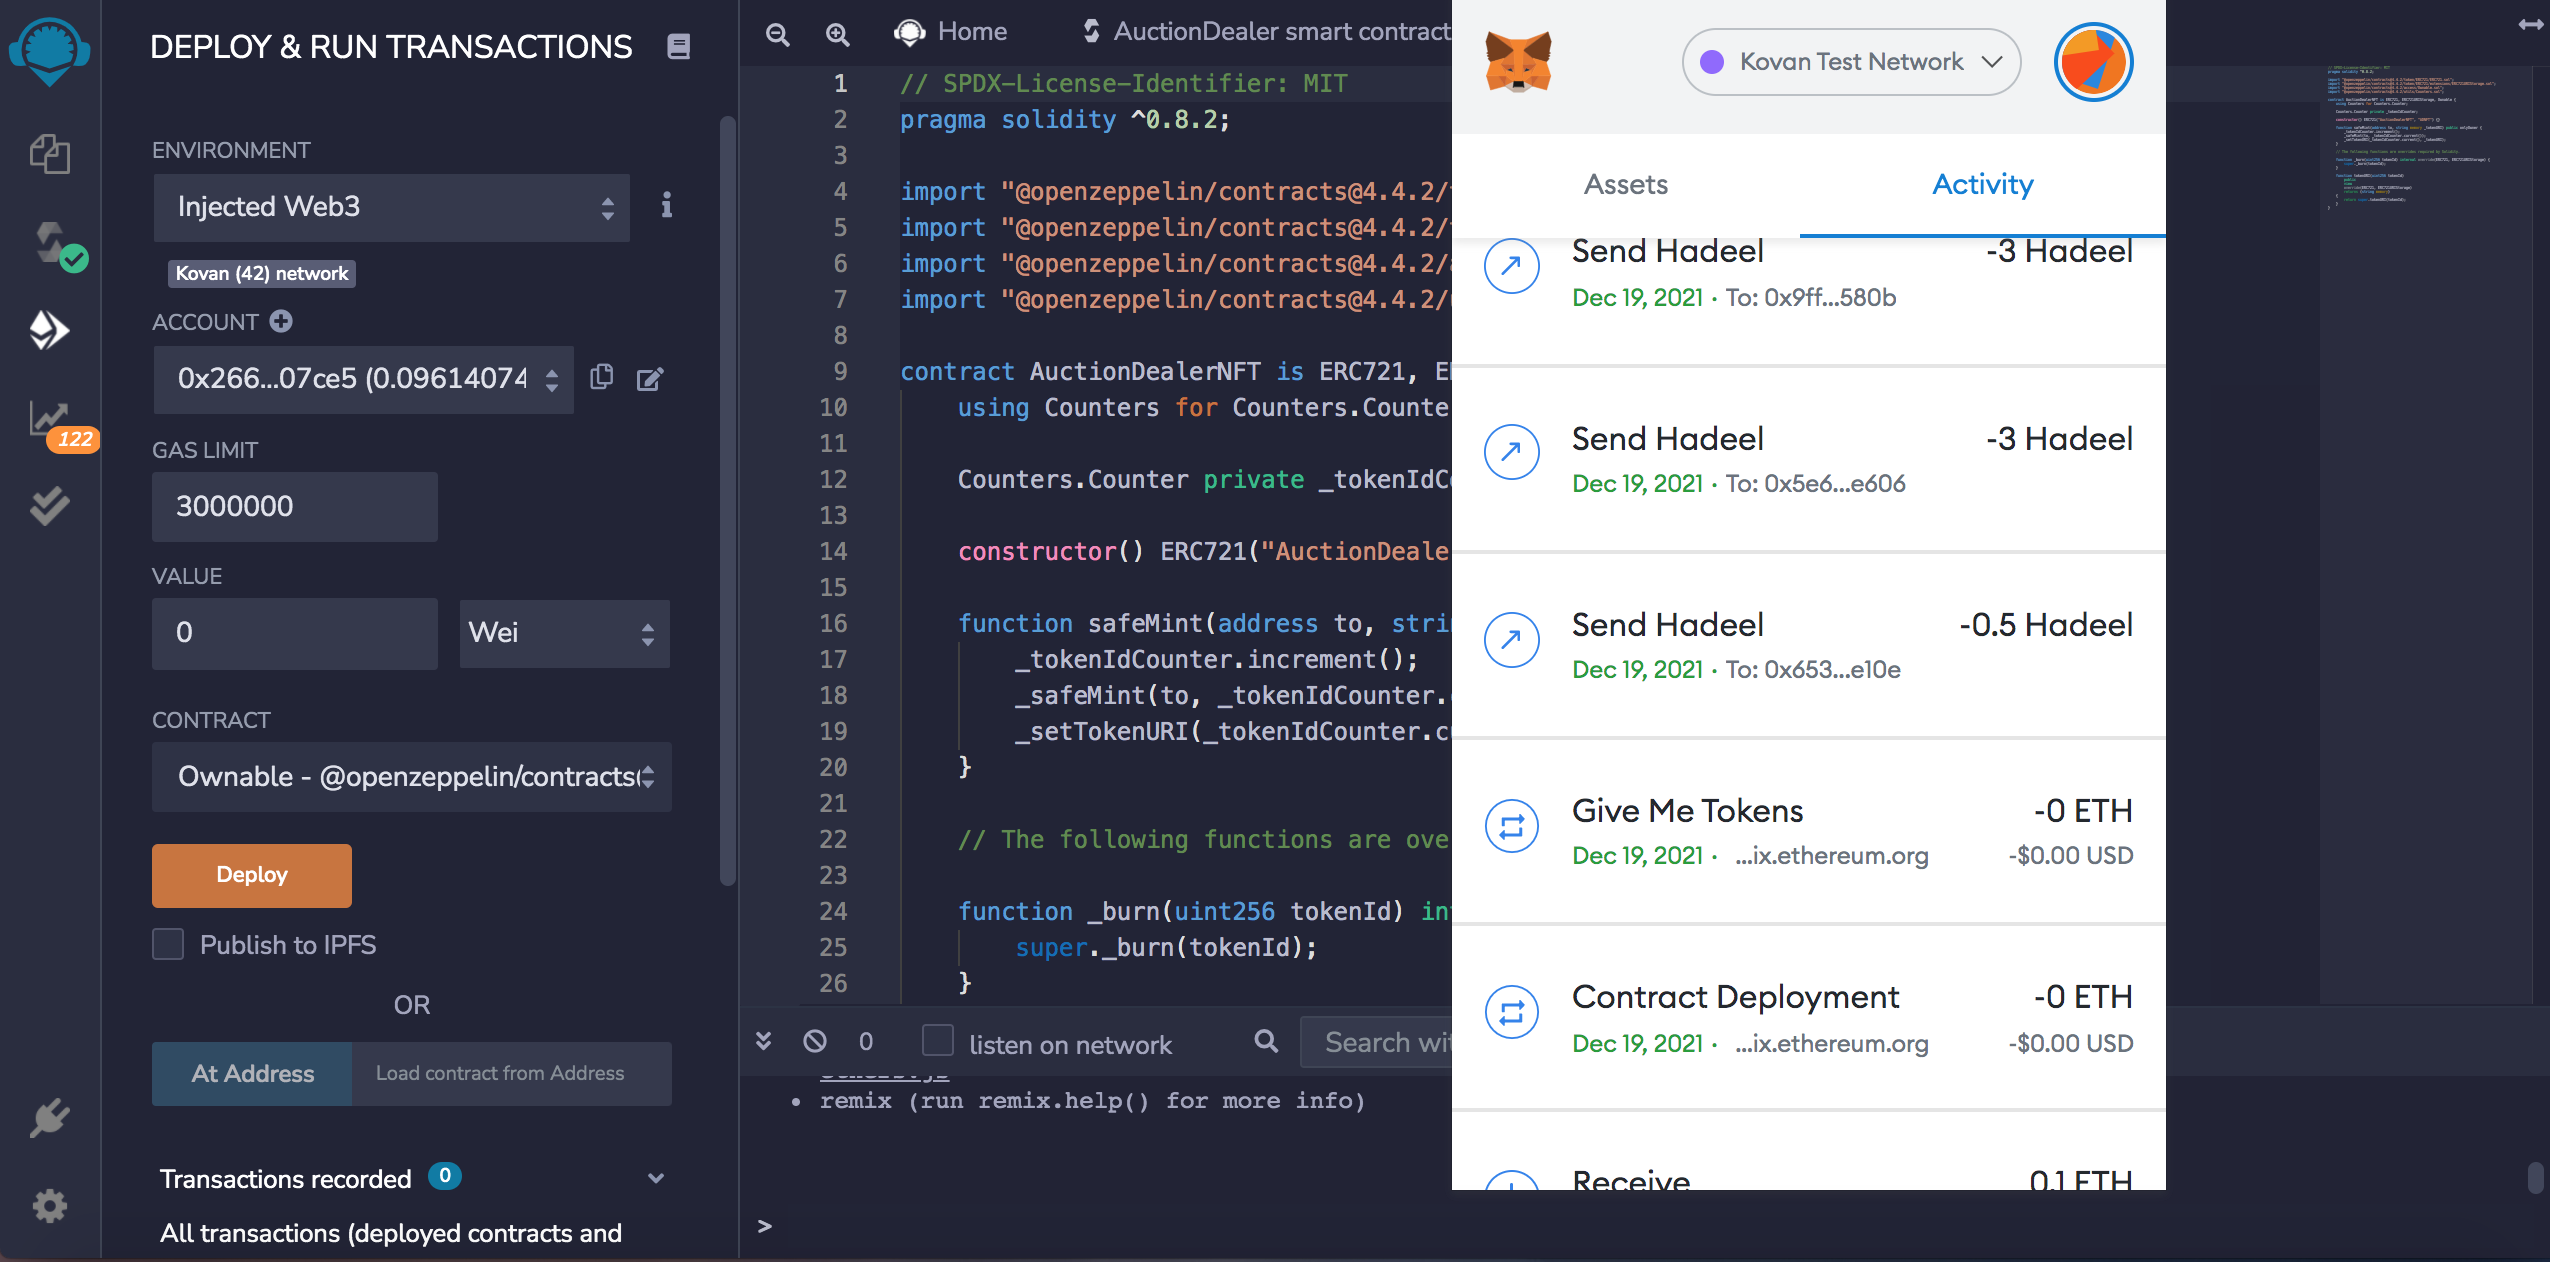 DEPLOY & RUN TRANSACTIONS
ENVIRONMENT
Injected Web3
Kovan (42) network
ACCOUNT
0x266...07ce5 (0.09614074
122
GAS LIMIT
3000000
VALUE
0
Wei
CONTRACT
Ownable - @openzeppelin/contracts(
Deploy
Publish to IPFS
OR
At Address
Load contract from Address
Transactions recorded 0
All transactions (deployed contracts and
Home
AuctionDealer smart contract
1 // SPDX-License-Identifier: MIT
2 pragma solidity ^0.8.2;
3
4 import "@openzeppelin/contracts@4.4.2/
5 import "@openzeppelin/contracts@4.4.2/
6 import "@openzeppelin/contracts@4.4.2/
7 import "@openzeppelin/contracts@4.4.2/
8
9 contract AuctionDealerNFT is ERC721, E
10 using Counters for Counters.Counte
11
12 Counters.Counter private _tokenIdC
13
14 constructor() ERC721("AuctionDeale
15
16 function safeMint(address to, stri
17 _tokenIdCounter.increment();
18 _safeMint(to, _tokenIdCounter.
19 _setTokenURI(_tokenIdCounter.c
20 }
21
22 // The following functions are ove
23
24 function _burn(uint256 tokenId) in
25 super._burn(tokenId);
26 }
0
listen on network
Search wi
remix (run remix.help() for more info)
>
Kovan Test Network
Assets
Activity
Send Hadeel
-3 Hadeel
Dec 19, 2021 · To: 0x9ff...580b
Send Hadeel
-3 Hadeel
Dec 19, 2021 · To: 0x5e6...e606
Send Hadeel
-0.5 Hadeel
Dec 19, 2021 · To: 0x653...e10e
Give Me Tokens
-0 ETH
Dec 19, 2021 · ...ix.ethereum.org
-$0.00 USD
Contract Deployment
-0 ETH
Dec 19, 2021 · ...ix.ethereum.org
-$0.00 USD
Receive
0.1 ETH